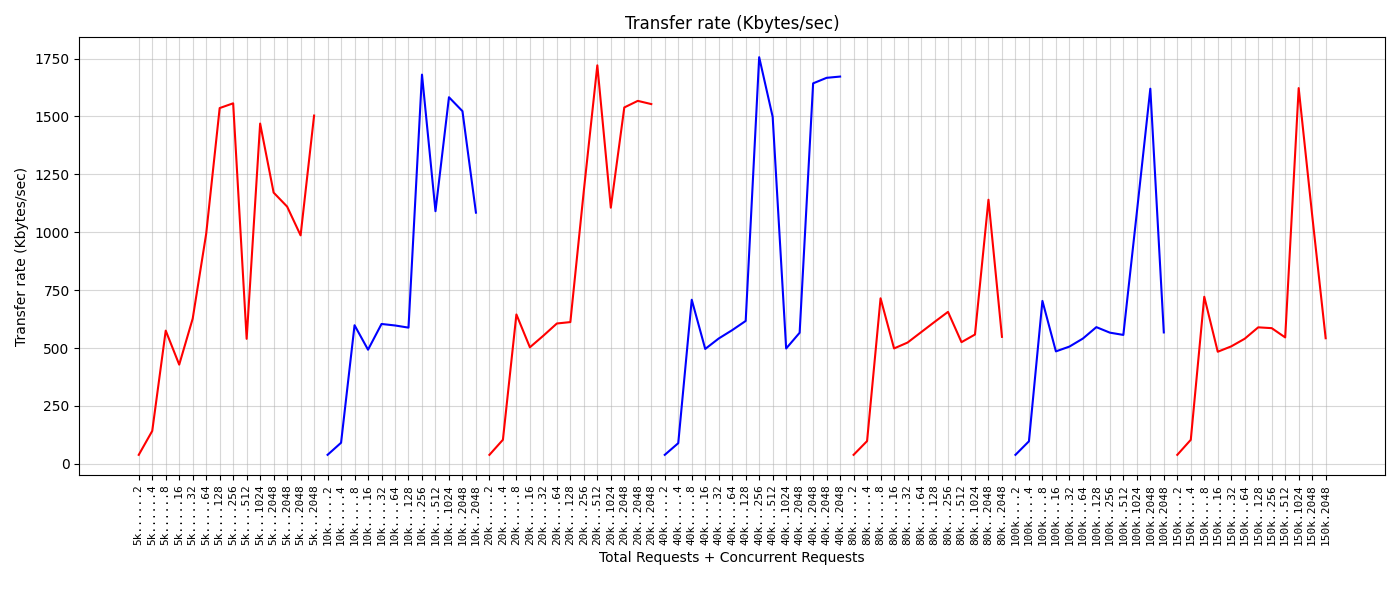 Transfer rate (Kbytes/sec)
Transfer rate (Kbytes/sec)
1750
1500
1250
1000
750
500
250
0
5k......2
5k......4
5k......8
5k.....16
5k.....32
5k.....64
5k....128
5k....256
5k....512
5k...1024
5k...2048
5k...2048
5k...2048
5k...2048
10k.....2
10k.....4
10k.....8
10k....16
10k....32
10k....64
10k...128
10k...256
10k...512
10k..1024
10k..2048
10k..2048
20k.....2
20k.....4
20k.....8
20k....16
20k....32
20k....64
20k...128
20k...256
20k...512
20k..1024
20k..2048
20k..2048
20k..2048
40k.....2
40k.....4
40k.....8
40k....16
40k....32
40k....64
40k...128
40k...256
40k...512
40k..1024
40k..2048
40k..2048
40k..2048
40k..2048
80k.....2
80k.....4
80k.....8
80k....16
80k....32
80k....64
80k...128
80k...256
80k...512
80k..1024
80k..2048
80k..2048
100k....2
100k....4
100k....8
100k...16
100k...32
100k...64
100k..128
100k..256
100k..512
100k.1024
100k.2048
100k.2048
150k....2
150k....4
150k....8
150k...16
150k...32
150k...64
150k..128
150k..256
150k..512
150k.1024
150k.2048
150k.2048
Total Requests + Concurrent Requests